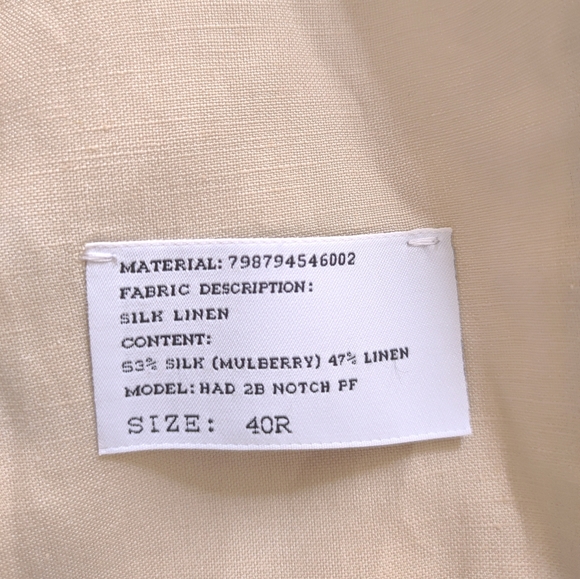 MATERIAL: 798794546002
FABRIC DESCRIPTION:
SILK LINEN
CONTENT:
53% SILK (MULBERRY) 47% LINEN
MODEL: HAD 2B NOTCH PF
SIZE: 40R